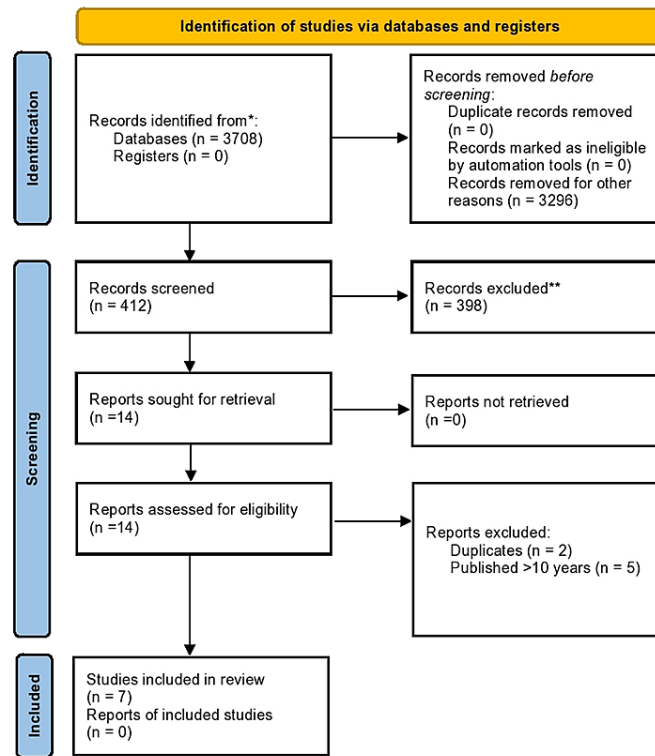 Identification of studies via databases and registers
Identification
Records identified from*:
Databases (n = 3708)
Registers (n = 0)
Records removed before
screening:
Duplicate records removed
(n = 0)
Records marked as ineligible
by automation tools (n = 0)
Records removed for other
reasons (n = 3296)
Screening
Records screened
(n = 412)
Records excluded**
(n = 398)
Reports sought for retrieval
(n =14)
Reports not retrieved
(n =0)
Reports assessed for eligibility
(n =14)
Reports excluded:
Duplicates (n = 2)
Published >10 years (n = 5)
Included
Studies included in review
(n = 7)
Reports of included studies
(n = 0)